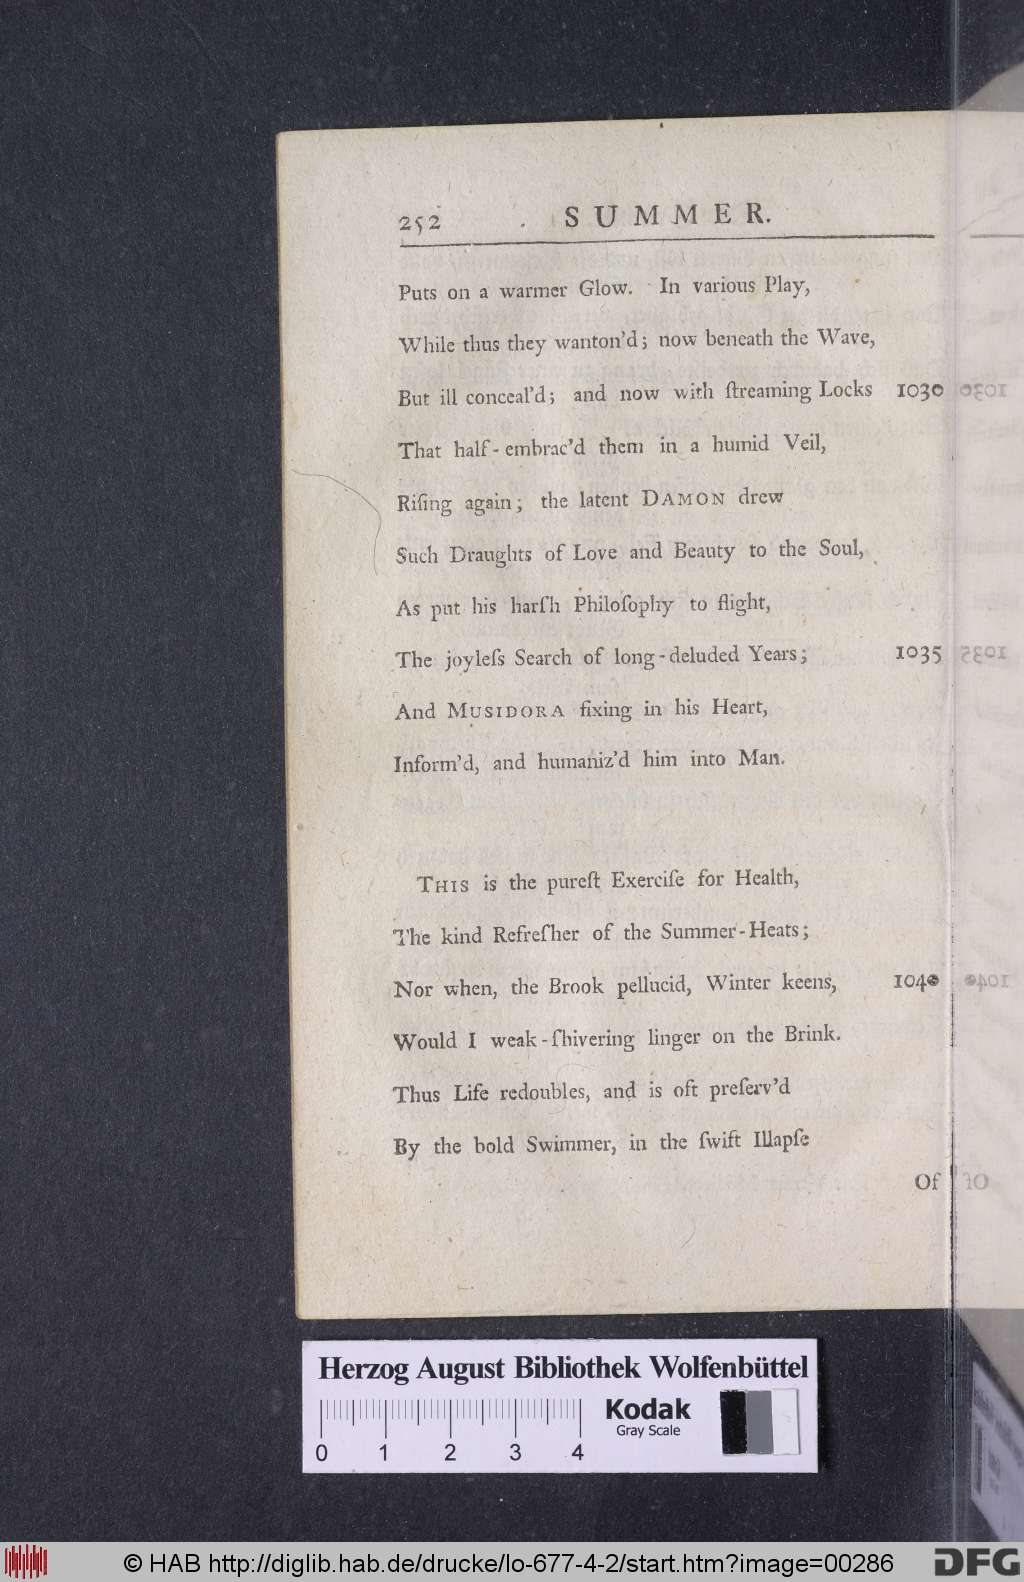 252 SUMMER.
Puts on a warmer Glow. In various Play,
While thus they wanton'd; now beneath the Wave,
But ill conceal'd; and now with ſtreaming Locks 1030
That half-embrac'd them in a humid Veil,
Riſing again; the latent DAMON drew
Such Draughts of Love and Beauty to the Soul,
As put his harſh Philoſophy to flight,
The joyleſs Search of long-deluded Years; 1035
And MUSIDORA fixing in his Heart,
Inform'd, and humaniz'd him into Man.
THIS is the pureſt Exerciſe for Health,
The kind Refreſher of the Summer-Heats;
Nor when, the Brook pellucid, Winter keens, 1040
Would I weak-ſhivering linger on the Brink.
Thus Life redoubles, and is oft preſerv'd
By the bold Swimmer, in the ſwift Illapſe
Of
Herzog August Bibliothek Wolfenbüttel
0 1 2 3 4
Kodak
Gray Scale
© HAB http://diglib.hab.de/drucke/lo-677-4-2/start.htm?image=00286
DFG